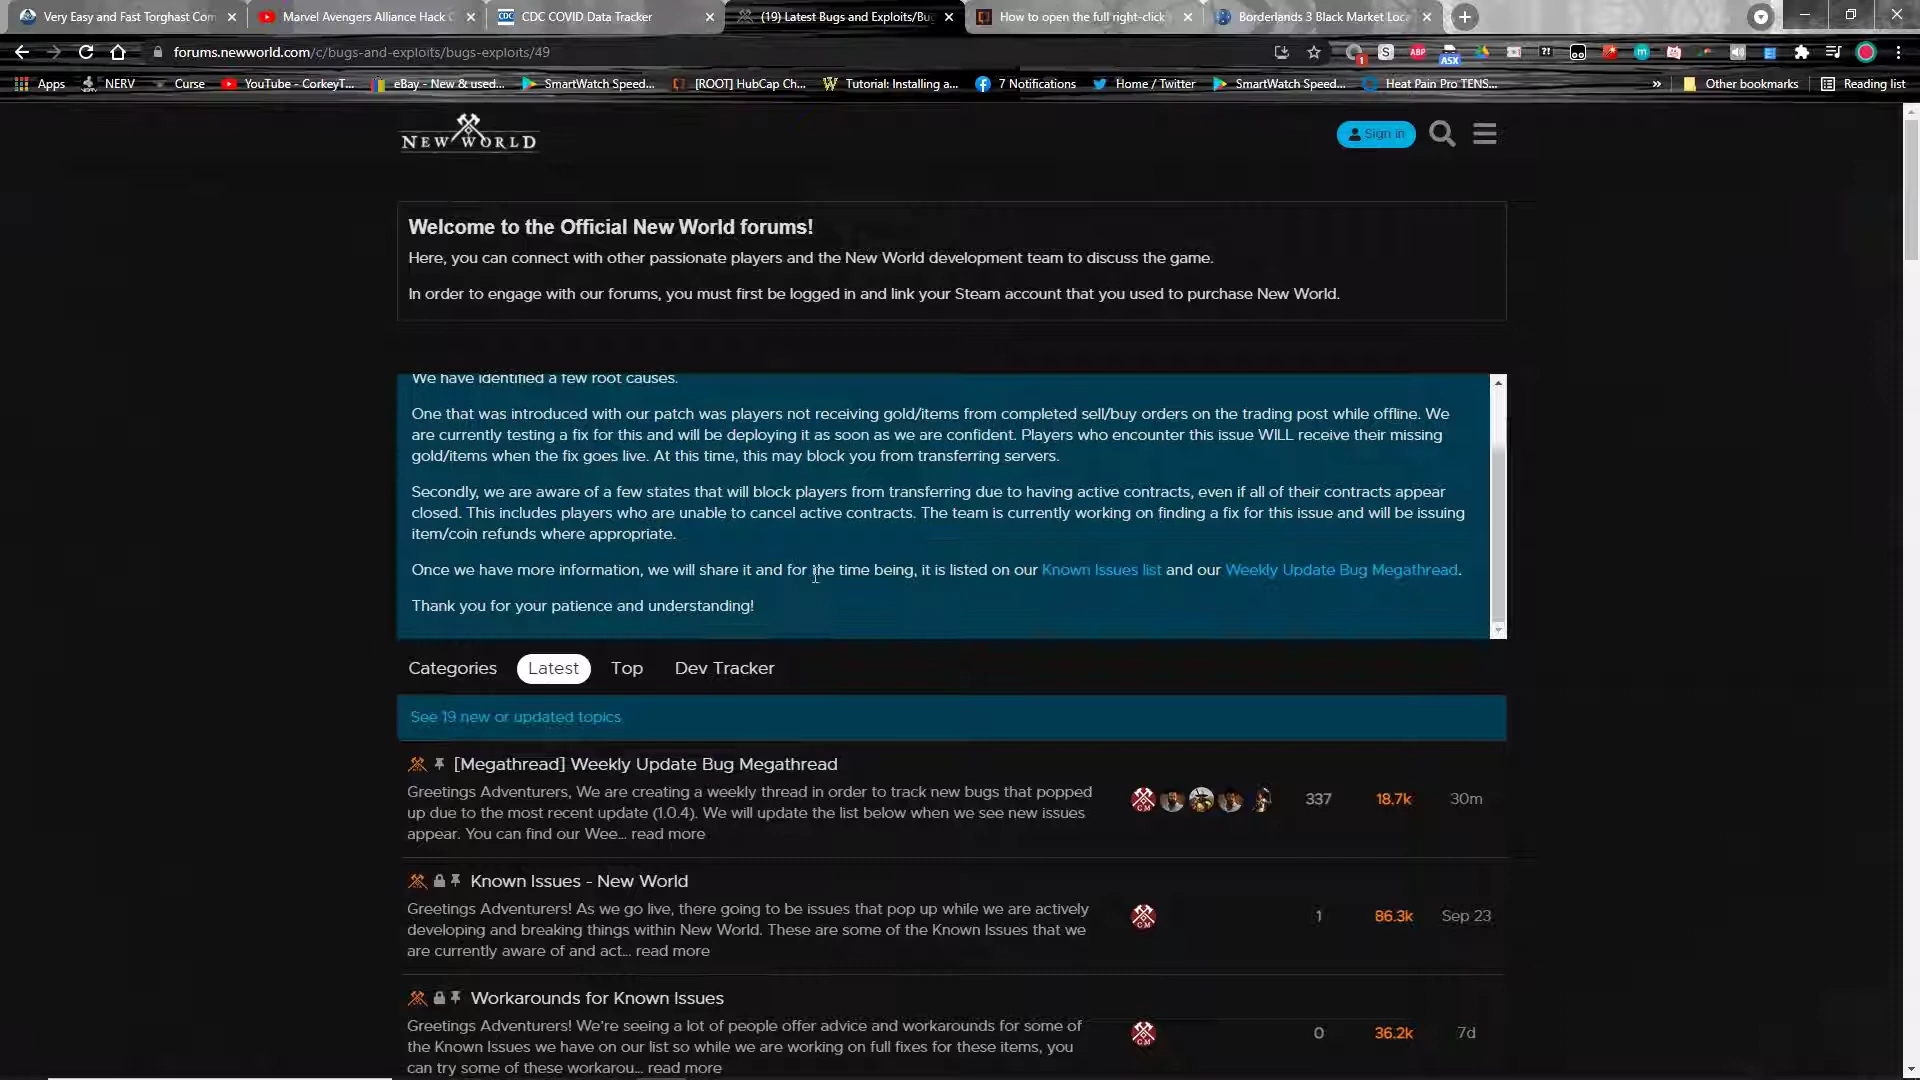 Very Easy and Fast Torghast Com
Marvel Avengers Alliance Hack C
CDC COVID Data Tracker
(19) Latest Bugs and Exploits/Bu
How to open the full right-click
Borderlands 3 Black Market Loca
forums.newworld.com/c/bugs-and-exploits/bugs-exploits/49
Apps NERV Curse YouTube - CorkeyT... eBay - New & used... SmartWatch Speed... [ROOT] HubCap Ch... Tutorial: Installing a... 7 Notifications Home / Twitter SmartWatch Speed... Heat Pain Pro TENS... » Other bookmarks Reading list
NEW WORLD
Sign in
Welcome to the Official New World forums!
Here, you can connect with other passionate players and the New World development team to discuss the game.
In order to engage with our forums, you must first be logged in and link your Steam account that you used to purchase New World.
We have identified a few root causes.
One that was introduced with our patch was players not receiving gold/items from completed sell/buy orders on the trading post while offline. We
are currently testing a fix for this and will be deploying it as soon as we are confident. Players who encounter this issue WILL receive their missing
gold/items when the fix goes live. At this time, this may block you from transferring servers.
Secondly, we are aware of a few states that will block players from transferring due to having active contracts, even if all of their contracts appear
closed. This includes players who are unable to cancel active contracts. The team is currently working on finding a fix for this issue and will be issuing
item/coin refunds where appropriate.
Once we have more information, we will share it and for the time being, it is listed on our Known Issues list and our Weekly Update Bug Megathread.
Thank you for your patience and understanding!
Categories Latest Top Dev Tracker
See 19 new or updated topics
[Megathread] Weekly Update Bug Megathread
Greetings Adventurers, We are creating a weekly thread in order to track new bugs that popped
up due to the most recent update (1.0.4). We will update the list below when we see new issues
appear. You can find our Wee... read more
337 18.7k 30m
Known Issues - New World
Greetings Adventurers! As we go live, there going to be issues that pop up while we are actively
developing and breaking things within New World. These are some of the Known Issues that we
are currently aware of and act... read more
1 86.3k Sep 23
Workarounds for Known Issues
Greetings Adventurers! We're seeing a lot of people offer advice and workarounds for some of
the Known Issues we have on our list so while we are working on full fixes for these items, you
can try some of these workarou... read more
0 36.2k 7d